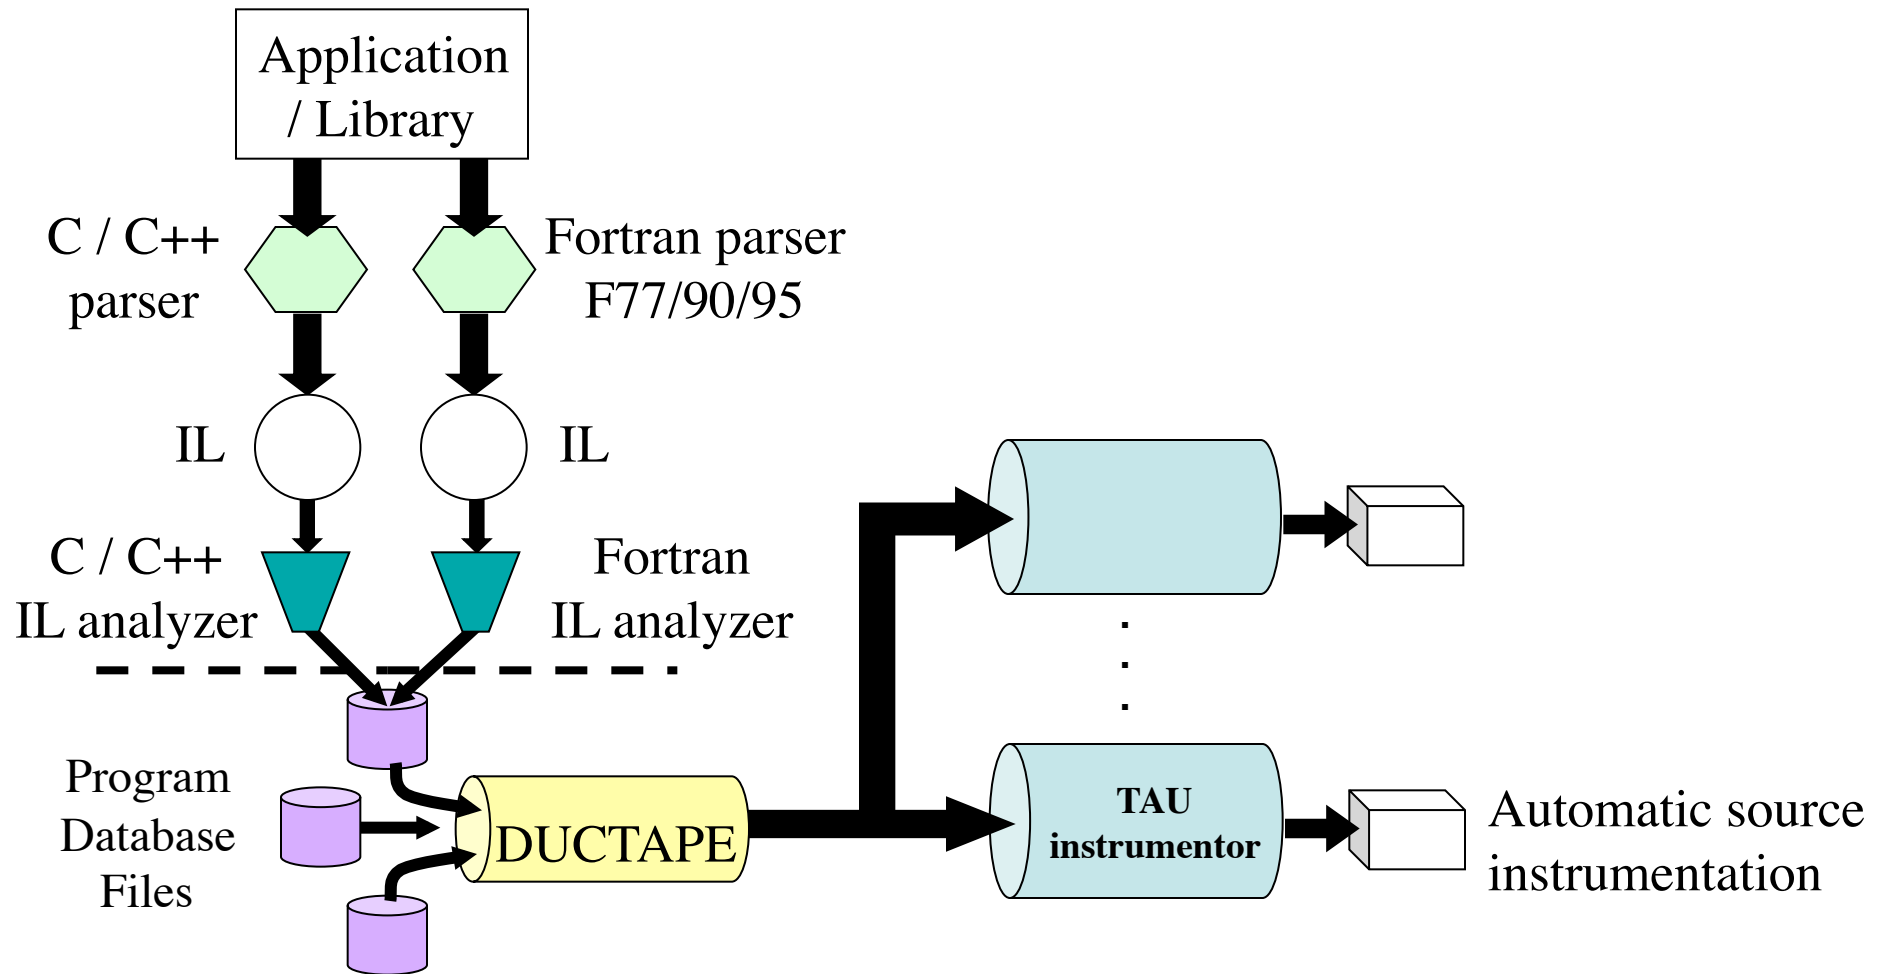 Application
/ Library
C / C++
parser
Fortran parser
F77/90/95
IL
IL
C / C++
IL analyzer
Fortran
IL analyzer
.
.
.
Program
Database
Files
DUCTAPE
TAU
instrumentor
Automatic source
instrumentation